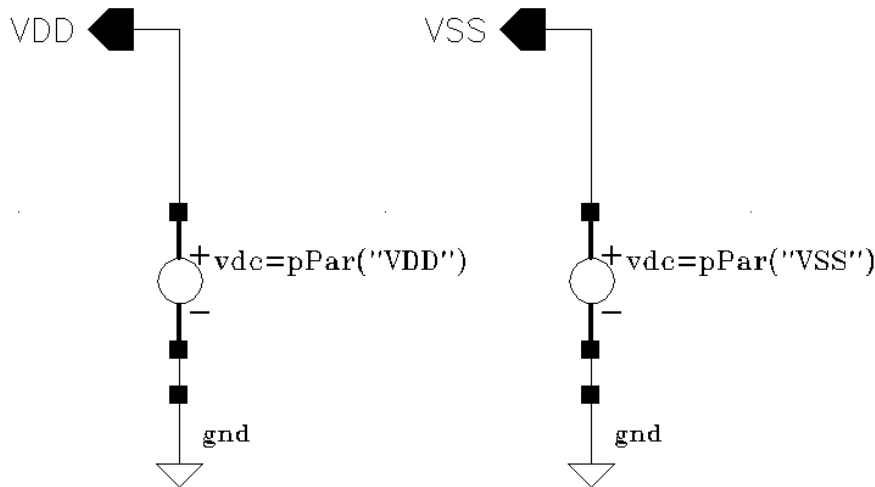 VDD
VSS
+
vdc=pPar("VDD")
−
+
vdc=pPar("VSS")
−
gnd
gnd